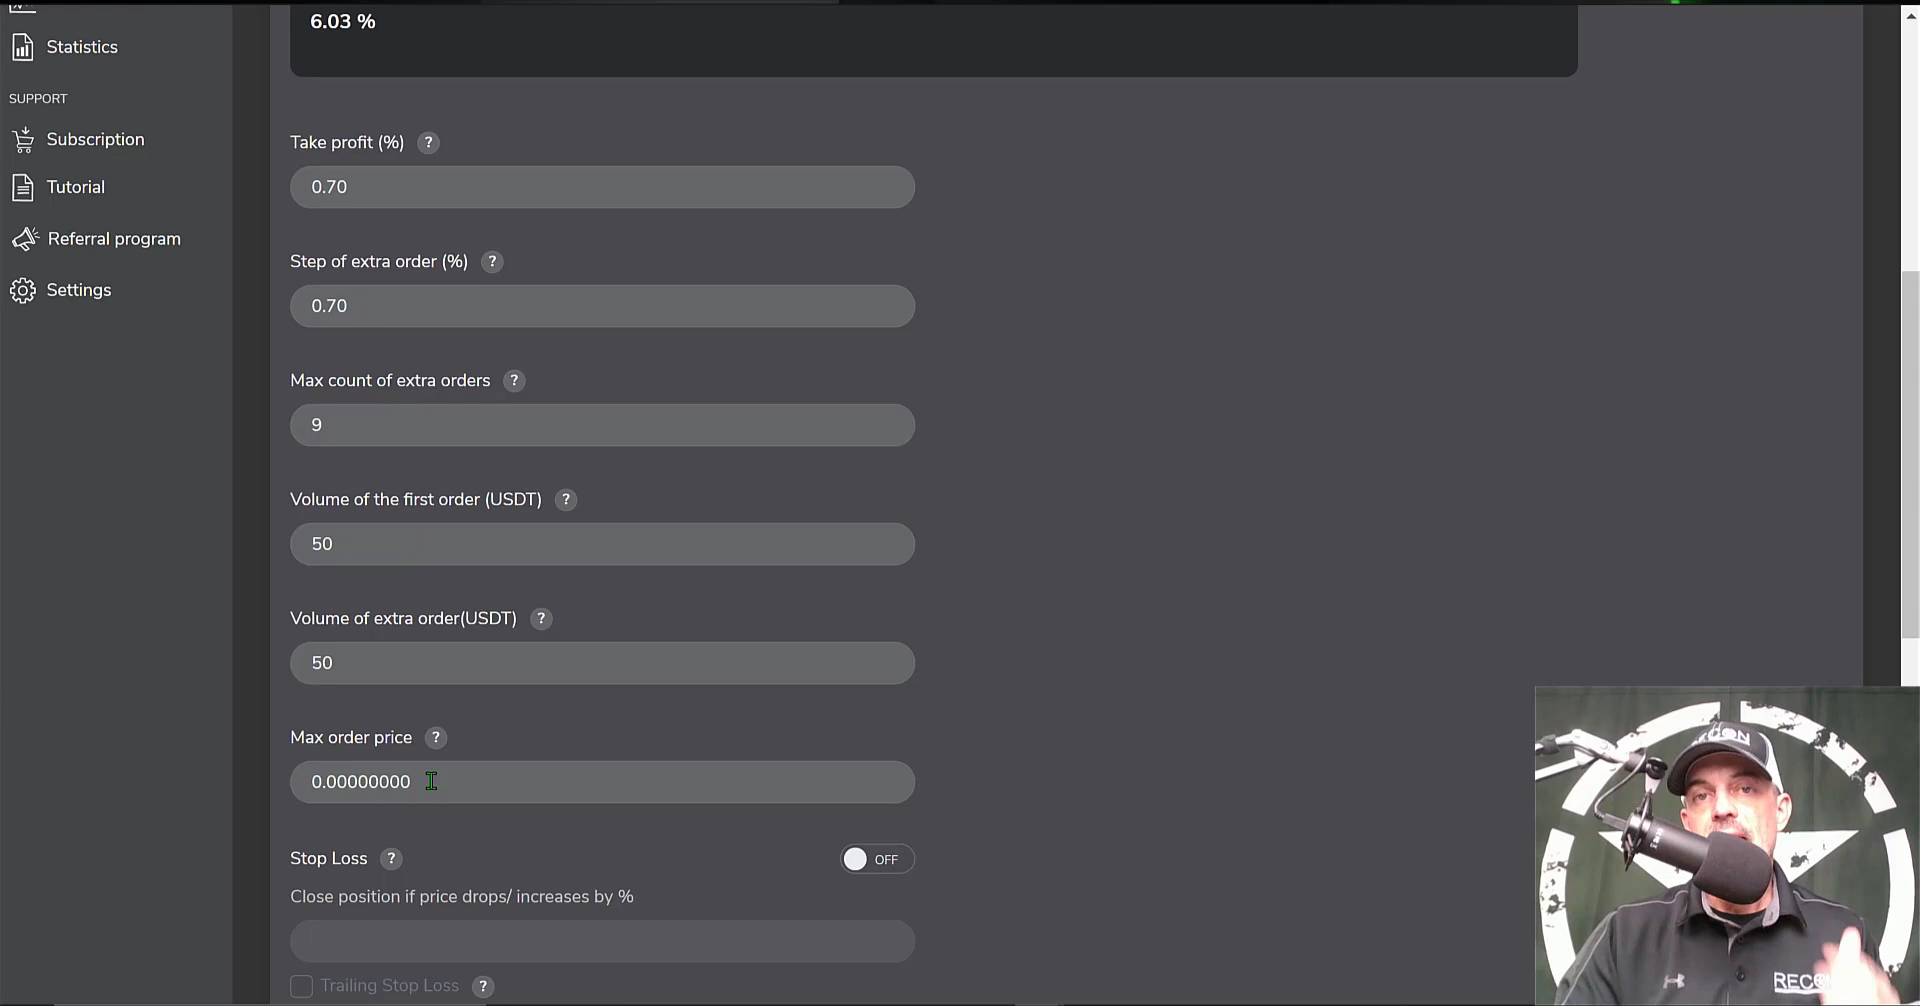 6.03 %
Statistics
SUPPORT
Subscription
Tutorial
Referral program
Settings
Take profit (%) ?
0.70
Step of extra order (%) ?
0.70
Max count of extra orders ?
9
Volume of the first order (USDT) ?
50
Volume of extra order(USDT) ?
50
Max order price ?
0.00000000
Stop Loss ?
OFF
Close position if price drops/ increases by %
Trailing Stop Loss ?